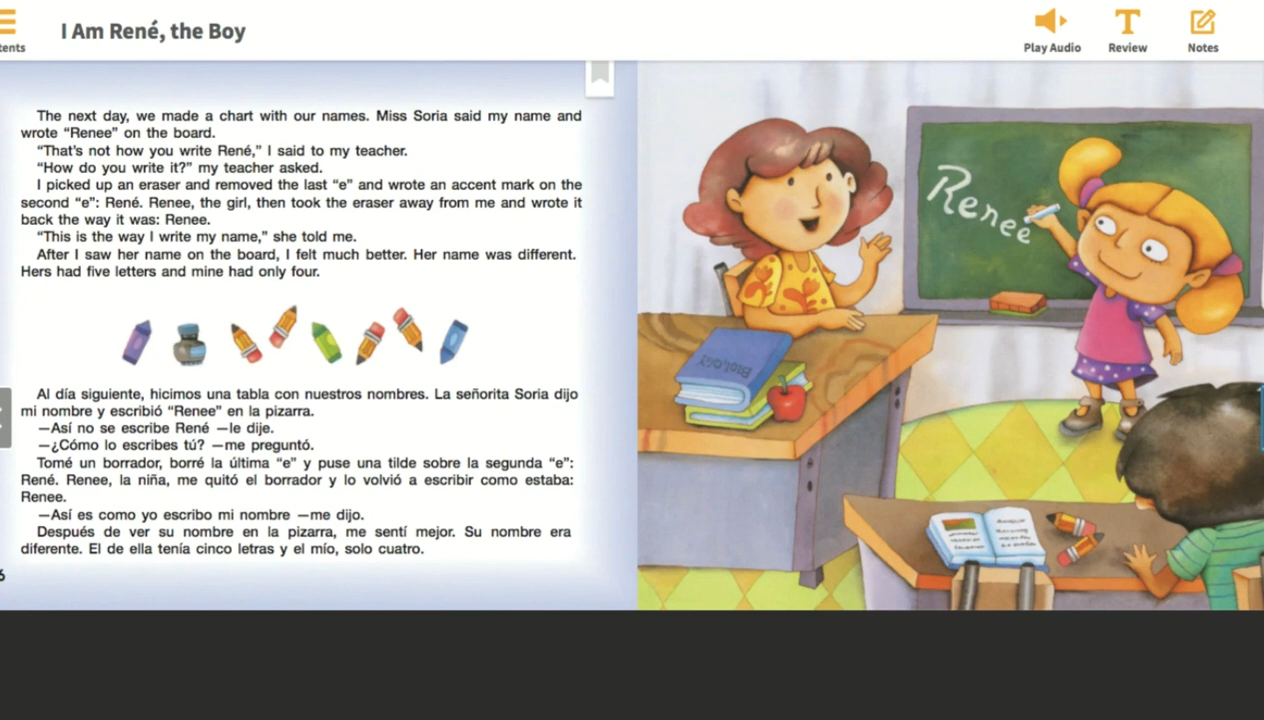 tents
I Am René, the Boy
Play Audio
Review
Notes
The next day, we made a chart with our names. Miss Soria said my name and
wrote “Renee” on the board.
“That’s not how you write René,” I said to my teacher.
“How do you write it?” my teacher asked.
I picked up an eraser and removed the last “e” and wrote an accent mark on the
second “e”: René. Renee, the girl, then took the eraser away from me and wrote it
back the way it was: Renee.
“This is the way I write my name,” she told me.
After I saw her name on the board, I felt much better. Her name was different.
Hers had five letters and mine had only four.
Al día siguiente, hicimos una tabla con nuestros nombres. La señorita Soria dijo
mi nombre y escribió “Renee” en la pizarra.
—Así no se escribe René —le dije.
—¿Cómo lo escribes tú? —me preguntó.
Tomé un borrador, borré la última “e” y puse una tilde sobre la segunda “e”:
René. Renee, la niña, me quitó el borrador y lo volvió a escribir como estaba:
Renee.
—Así es como yo escribo mi nombre —me dijo.
Después de ver su nombre en la pizarra, me sentí mejor. Su nombre era
diferente. El de ella tenía cinco letras y el mío, solo cuatro.
6
Renee
BIOLOGY